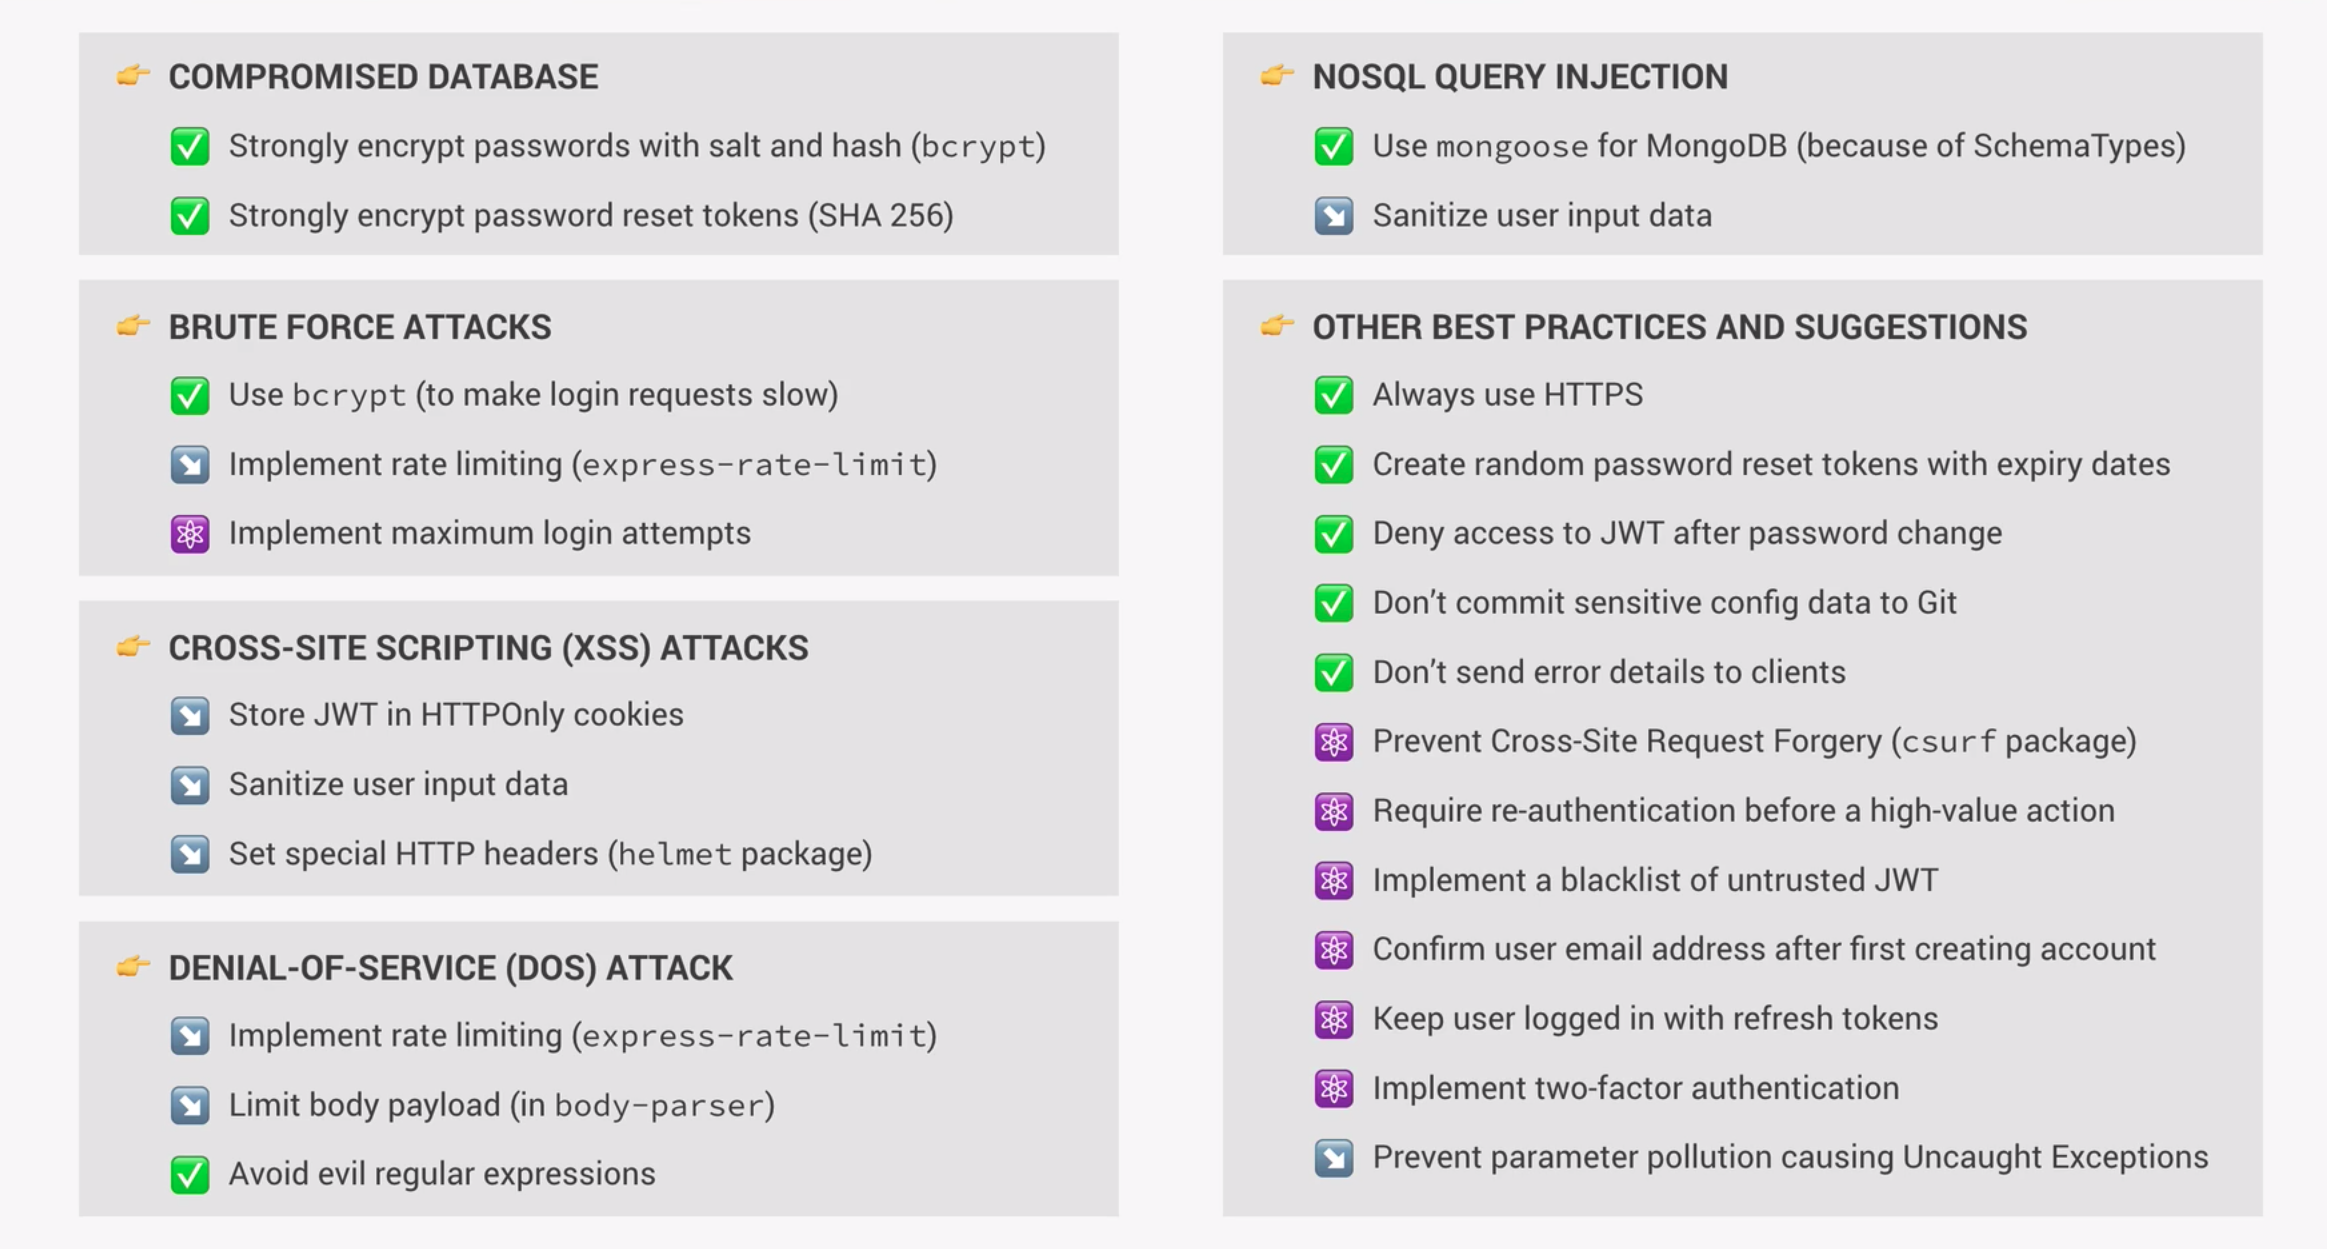 COMPROMISED DATABASE
Strongly encrypt passwords with salt and hash (bcrypt)
Strongly encrypt password reset tokens (SHA 256)
BRUTE FORCE ATTACKS
Use bcrypt (to make login requests slow)
Implement rate limiting (express-rate-limit)
Implement maximum login attempts
CROSS-SITE SCRIPTING (XSS) ATTACKS
Store JWT in HTTPOnly cookies
Sanitize user input data
Set special HTTP headers (helmet package)
DENIAL-OF-SERVICE (DOS) ATTACK
Implement rate limiting (express-rate-limit)
Limit body payload (in body-parser)
Avoid evil regular expressions
NOSQL QUERY INJECTION
Use mongoose for MongoDB (because of SchemaTypes)
Sanitize user input data
OTHER BEST PRACTICES AND SUGGESTIONS
Always use HTTPS
Create random password reset tokens with expiry dates
Deny access to JWT after password change
Don’t commit sensitive config data to Git
Don’t send error details to clients
Prevent Cross-Site Request Forgery (csurf package)
Require re-authentication before a high-value action
Implement a blacklist of untrusted JWT
Confirm user email address after first creating account
Keep user logged in with refresh tokens
Implement two-factor authentication
Prevent parameter pollution causing Uncaught Exceptions